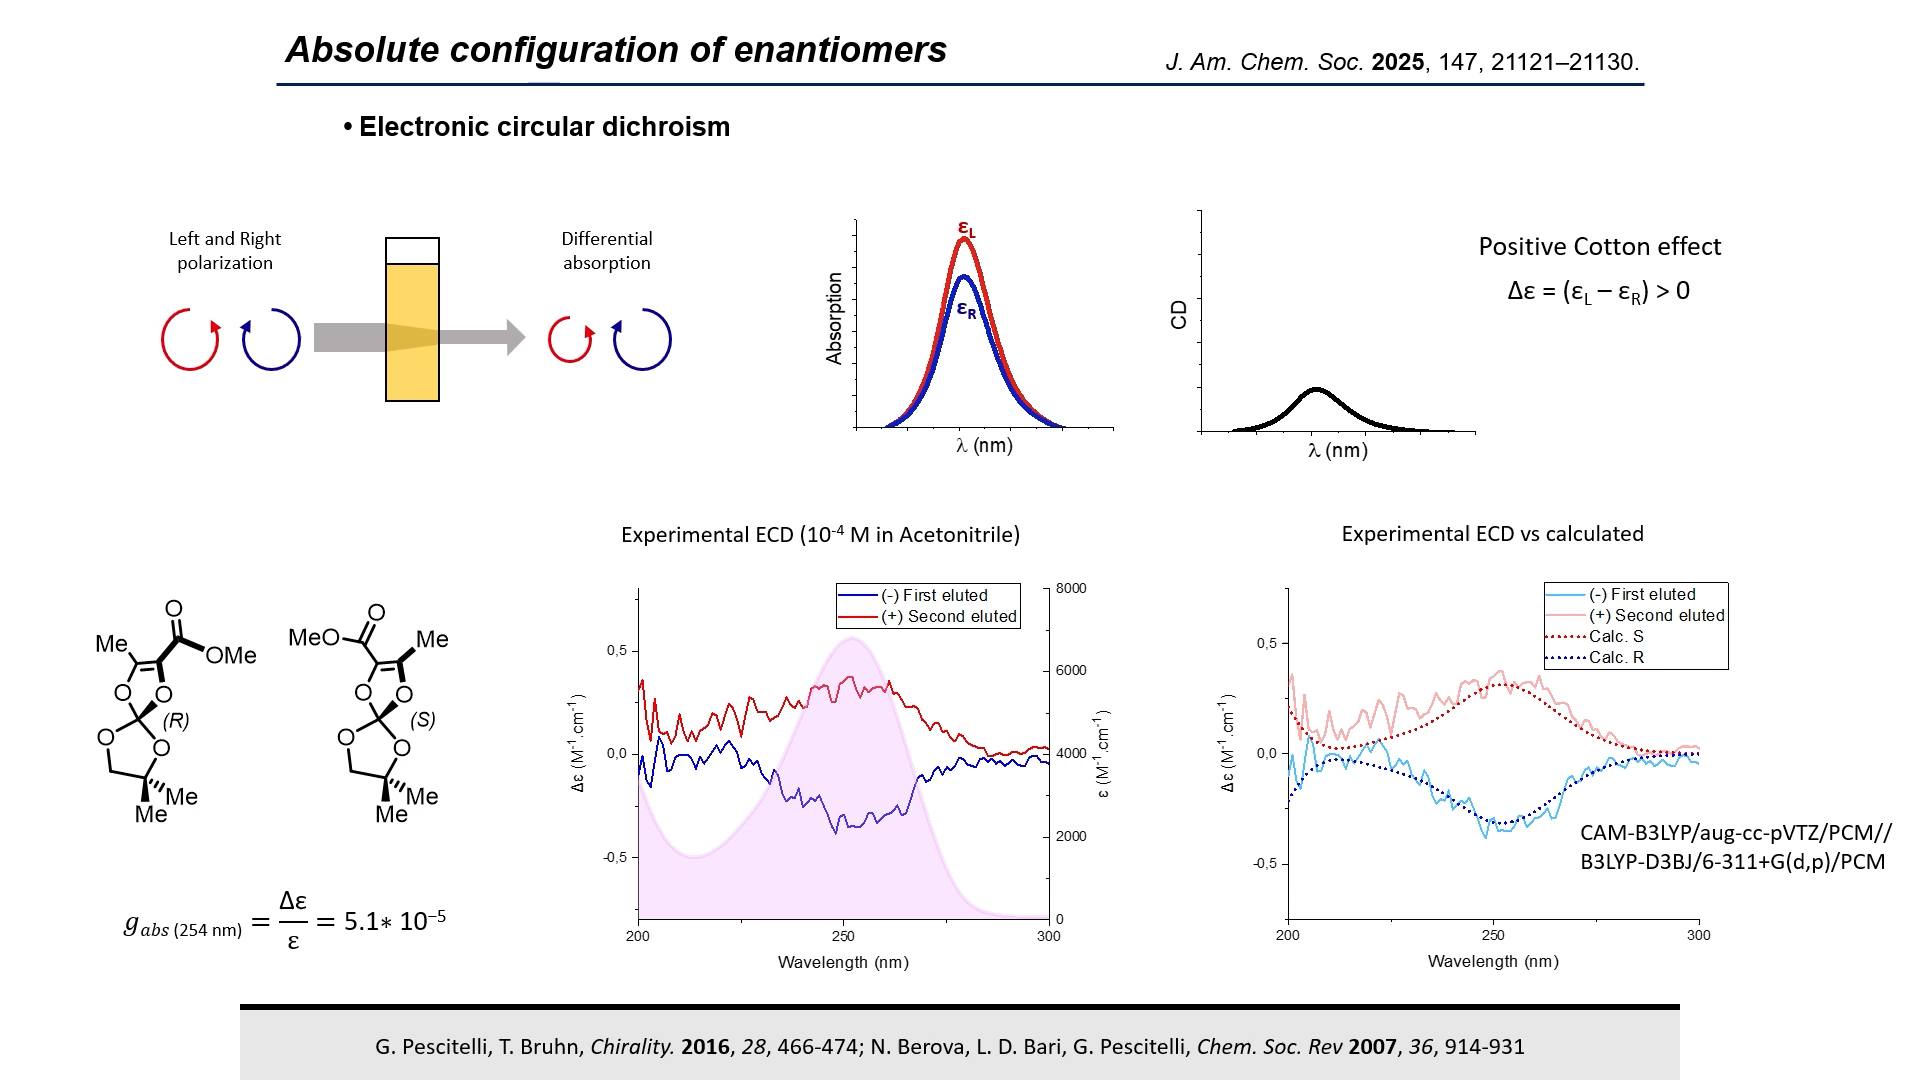 Absolute configuration of enantiomers
J. Am. Chem. Soc. 2025, 147, 21121–21130.
• Electronic circular dichroism
Left and Right
polarization
Differential
absorption
Absorption
εL
εR
λ (nm)
CD
λ (nm)
Positive Cotton effect
Δε = (εL – εR) > 0
O
Me
OMe
O
O
(R)
O
O
Me
Me
O
MeO
Me
O
O
(S)
O
O
Me
Me
gabs (254 nm) = Δε/ε = 5.1* 10–5
Experimental ECD (10-4 M in Acetonitrile)
(-) First eluted
(+) Second eluted
0,5
0,0
-0,5
Δε (M-1.cm-1)
8000
6000
4000
2000
0
ε (M-1.cm-1)
200
250
300
Wavelength (nm)
Experimental ECD vs calculated
(-) First eluted
(+) Second eluted
Calc. S
Calc. R
0,5
0,0
-0,5
Δε (M-1.cm-1)
200
250
300
Wavelength (nm)
CAM-B3LYP/aug-cc-pVTZ/PCM//
B3LYP-D3BJ/6-311+G(d,p)/PCM
G. Pescitelli, T. Bruhn, Chirality. 2016, 28, 466-474; N. Berova, L. D. Bari, G. Pescitelli, Chem. Soc. Rev 2007, 36, 914-931